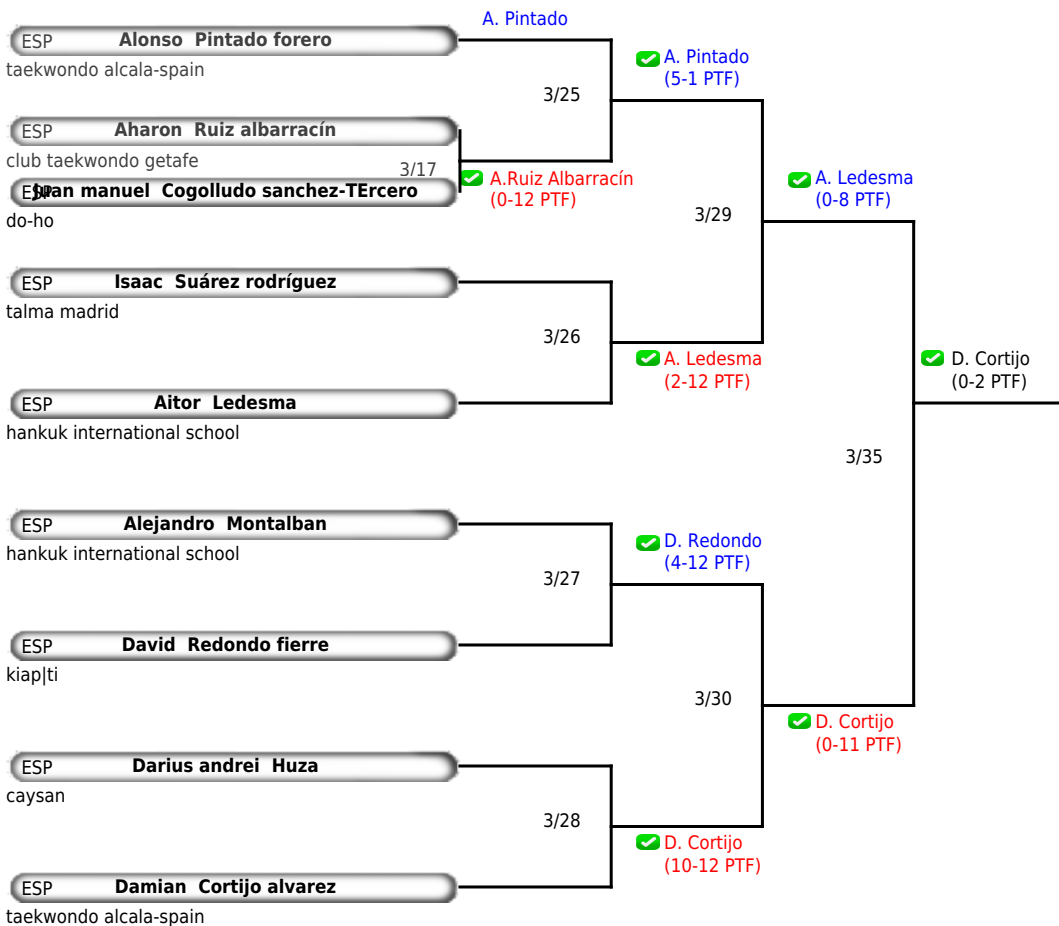 A. Pintado
ESP Alonso Pintado forero
taekwondo alcala-spain
A. Pintado
(5-1 PTF)
3/25
ESP Aharon Ruiz albarracín
club taekwondo getafe
3/17
A.Ruiz Albarracín
(0-12 PTF)
ESP Juan manuel Cogolludo sanchez-TErcero
do-ho
A. Ledesma
(0-8 PTF)
3/29
ESP Isaac Suárez rodríguez
talma madrid
3/26
A. Ledesma
(2-12 PTF)
D. Cortijo
(0-2 PTF)
ESP Aitor Ledesma
hankuk international school
3/35
ESP Alejandro Montalban
hankuk international school
D. Redondo
(4-12 PTF)
3/27
ESP David Redondo fierre
kiap|ti
3/30
D. Cortijo
(0-11 PTF)
ESP Darius andrei Huza
caysan
3/28
D. Cortijo
(10-12 PTF)
ESP Damian Cortijo alvarez
taekwondo alcala-spain